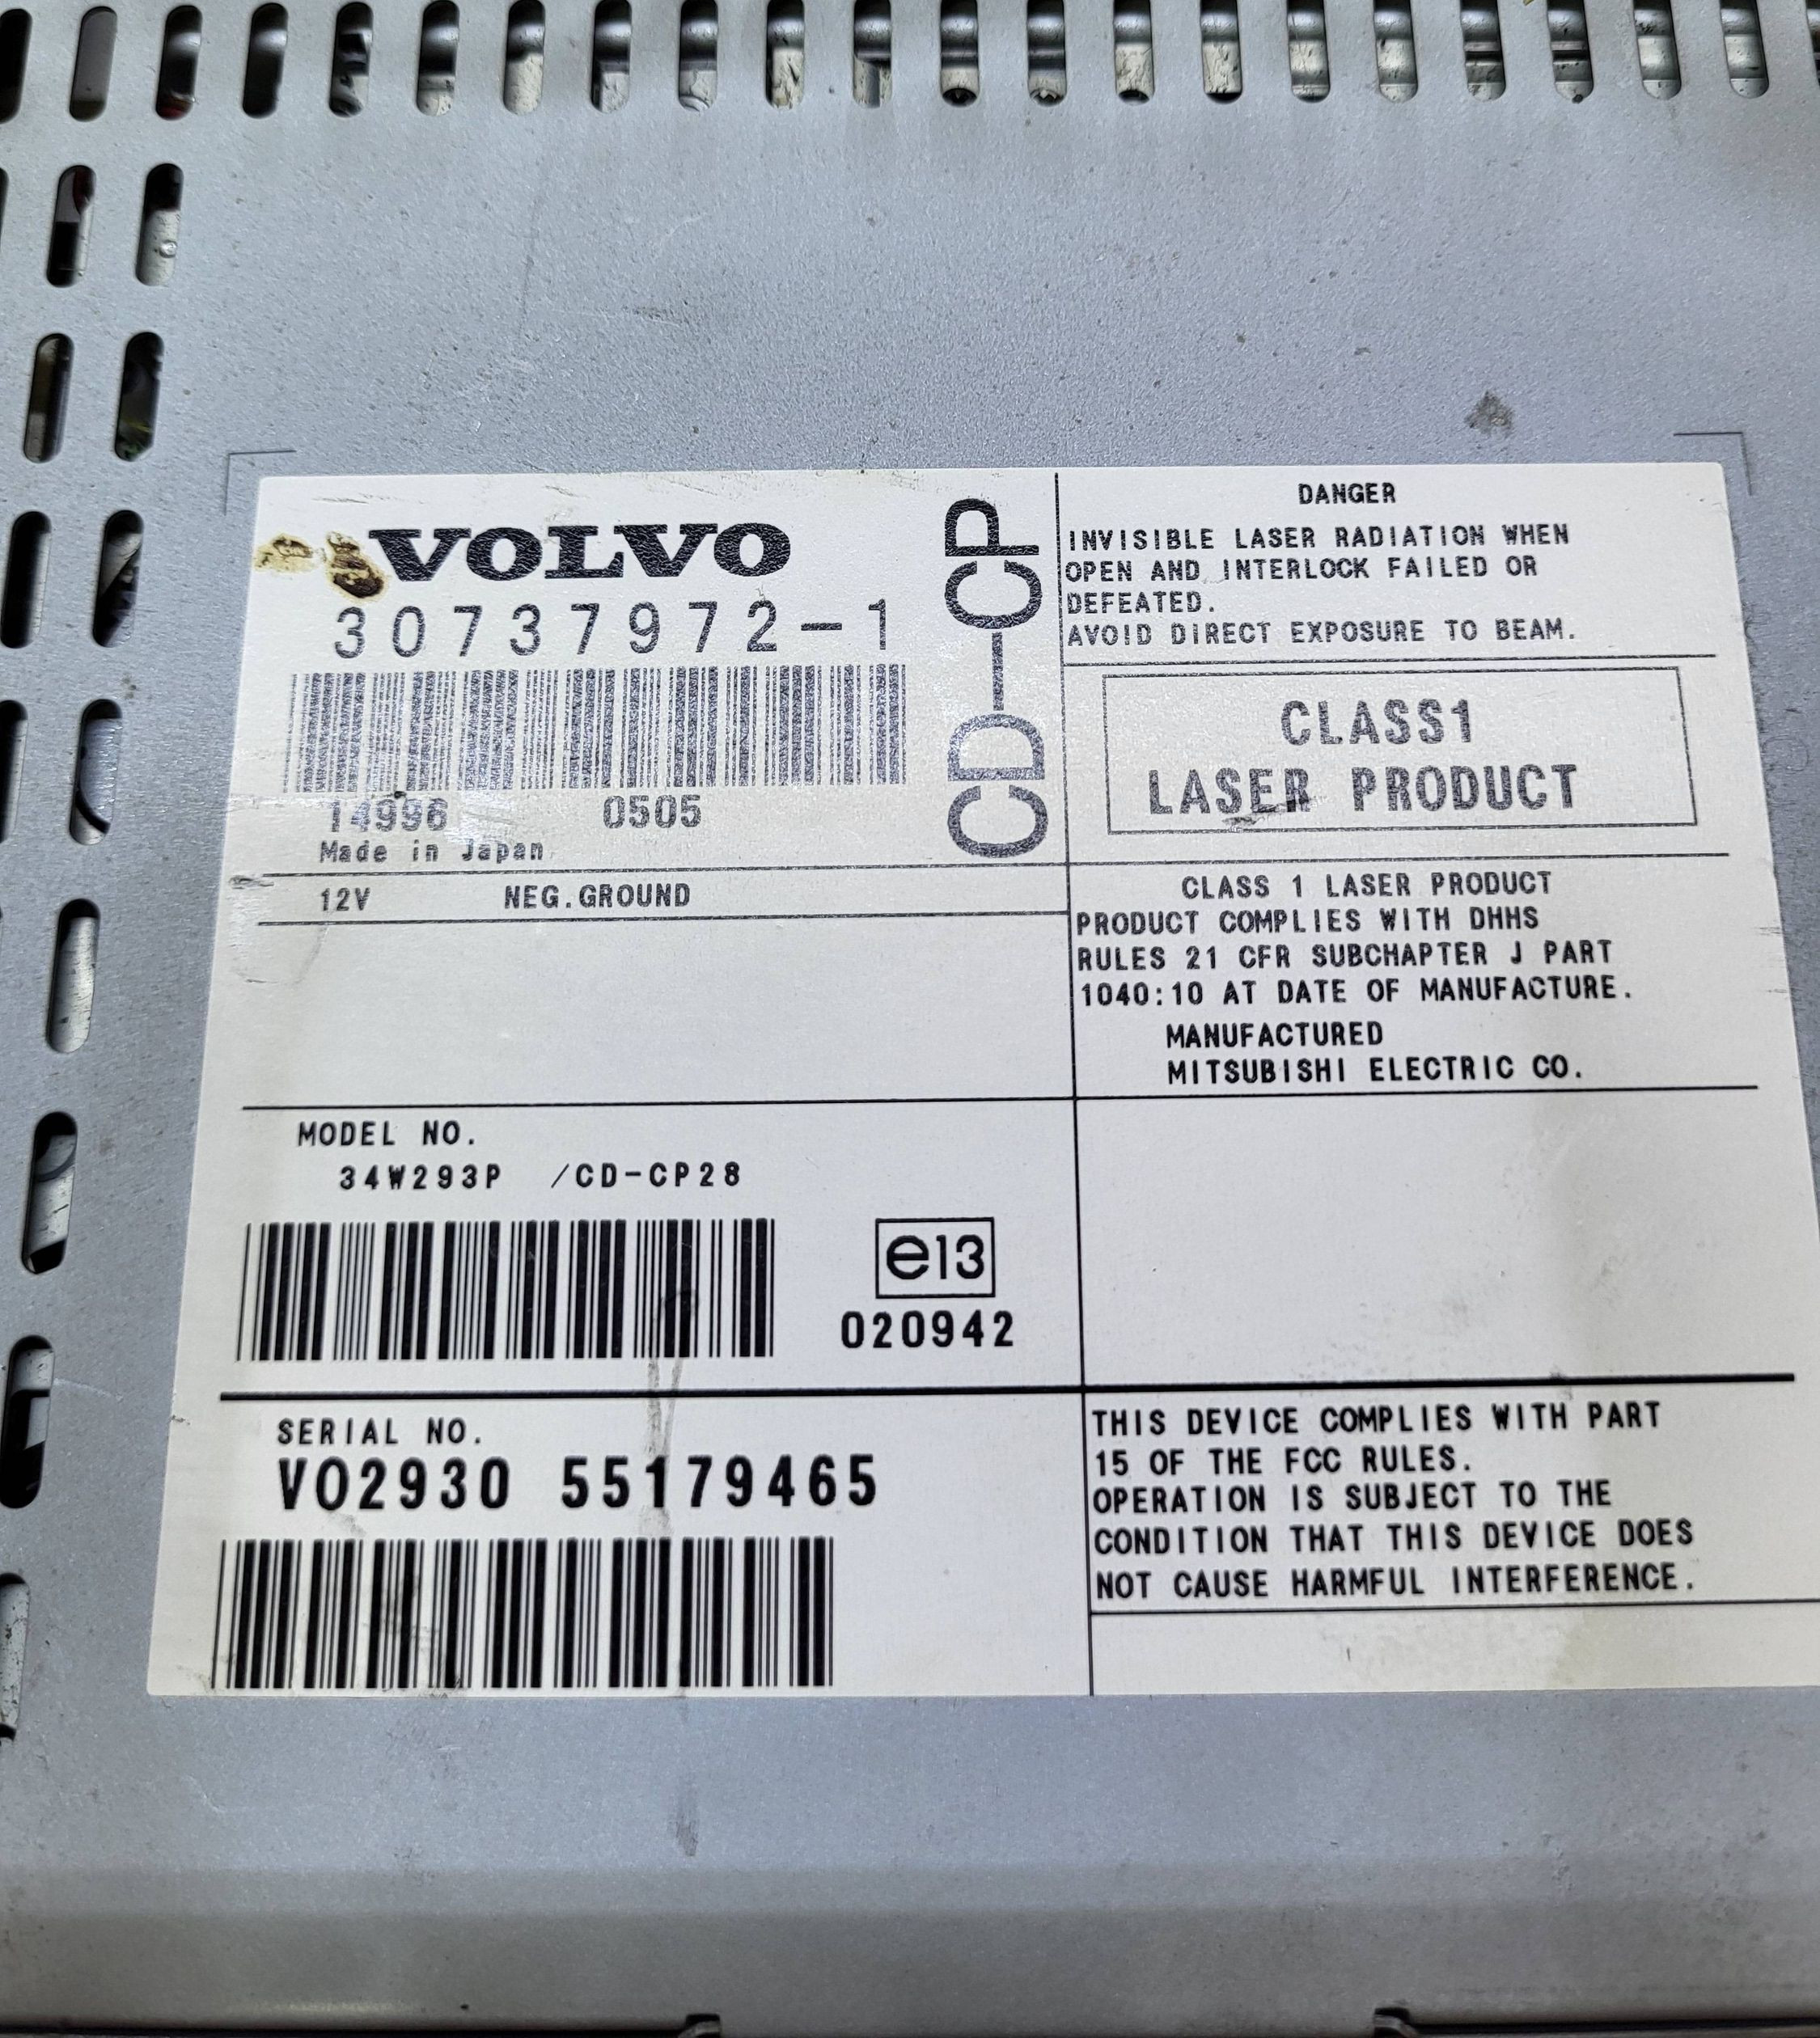 VOLVO
30737972-1
14996 0505
Made in Japan
CD-CP
12V NEG.GROUND
MODEL NO.
34W293P /CD-CP28
e13
020942
SERIAL NO.
VO2930 55179465
DANGER
INVISIBLE LASER RADIATION WHEN
OPEN AND INTERLOCK FAILED OR
DEFEATED.
AVOID DIRECT EXPOSURE TO BEAM.
CLASS1
LASER PRODUCT
CLASS 1 LASER PRODUCT
PRODUCT COMPLIES WITH DHHS
RULES 21 CFR SUBCHAPTER J PART
1040:10 AT DATE OF MANUFACTURE.
MANUFACTURED
MITSUBISHI ELECTRIC CO.
THIS DEVICE COMPLIES WITH PART
15 OF THE FCC RULES.
OPERATION IS SUBJECT TO THE
CONDITION THAT THIS DEVICE DOES
NOT CAUSE HARMFUL INTERFERENCE.